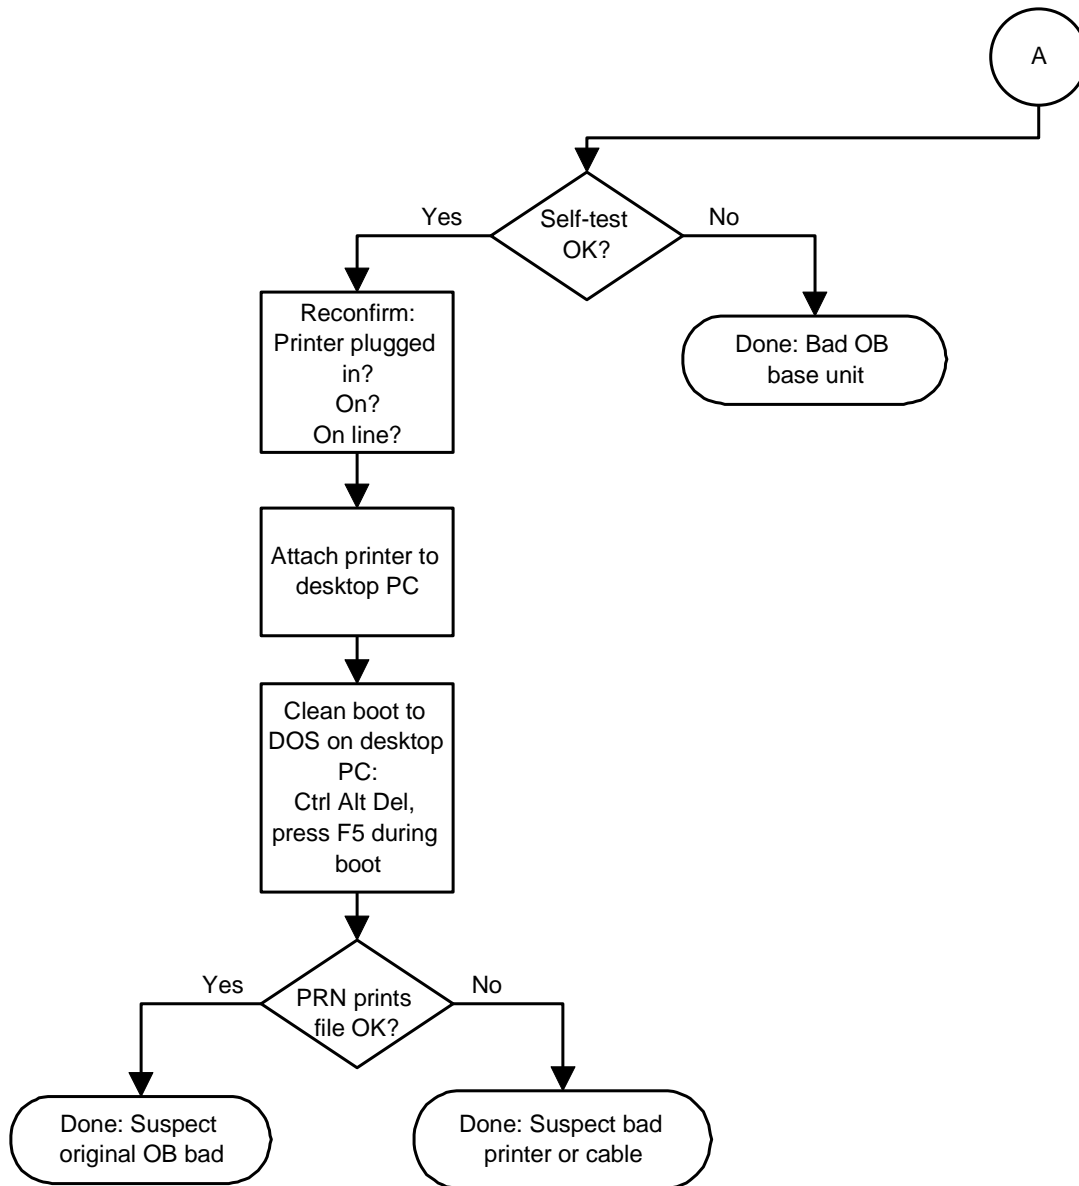 A
Self-test
OK?
Yes
No
Reconfirm:
Printer plugged
in?
On?
On line?
Done: Bad OB
base unit
Attach printer to
desktop PC
Clean boot to
DOS on desktop
PC:
Ctrl Alt Del,
press F5 during
boot
PRN prints
file OK?
Yes
No
Done: Suspect
original OB bad
Done: Suspect bad
printer or cable